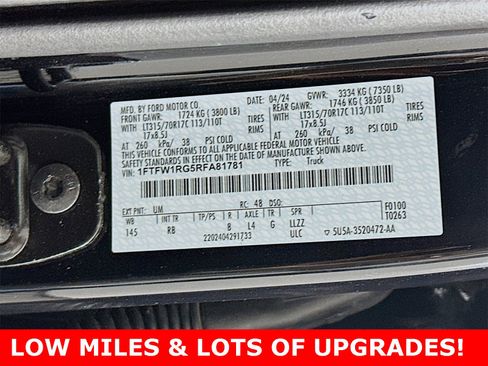 MFD. BY FORD MOTOR CO. 04/24 GVWR: 3334 KG (7350 LB)
FRONT GAWR: 1724 KG (3800 LB) REAR GAWR: 1746 KG (3850 LB)
WITH LT315/70R17C 113/110T TIRES WITH LT315/70R17C 113/110T TIRES
17x8.5J RIMS 17x8.5J RIMS
AT 260 kPa/ 38 PSI COLD AT 260 kPa/ 38 PSI COLD
THIS VEHICLE CONFORMS TO ALL APPLICABLE FEDERAL MOTOR VEHICLE
SAFETY STANDARDS IN EFFECT ON THE DATE OF MANUFACTURE SHOWN ABOVE.
VIN: 1FTFW1RG5RFA81781 TYPE: Truck
EXT PNT: UM RC: 48 DSO: F0100
WB INT TR TP/PS R AXLE TR SPR T0263
145 RB 8 L4 G LLZZ
2202404291733 ULC 5U5A-3520472-AA
LOW MILES & LOTS OF UPGRADES!